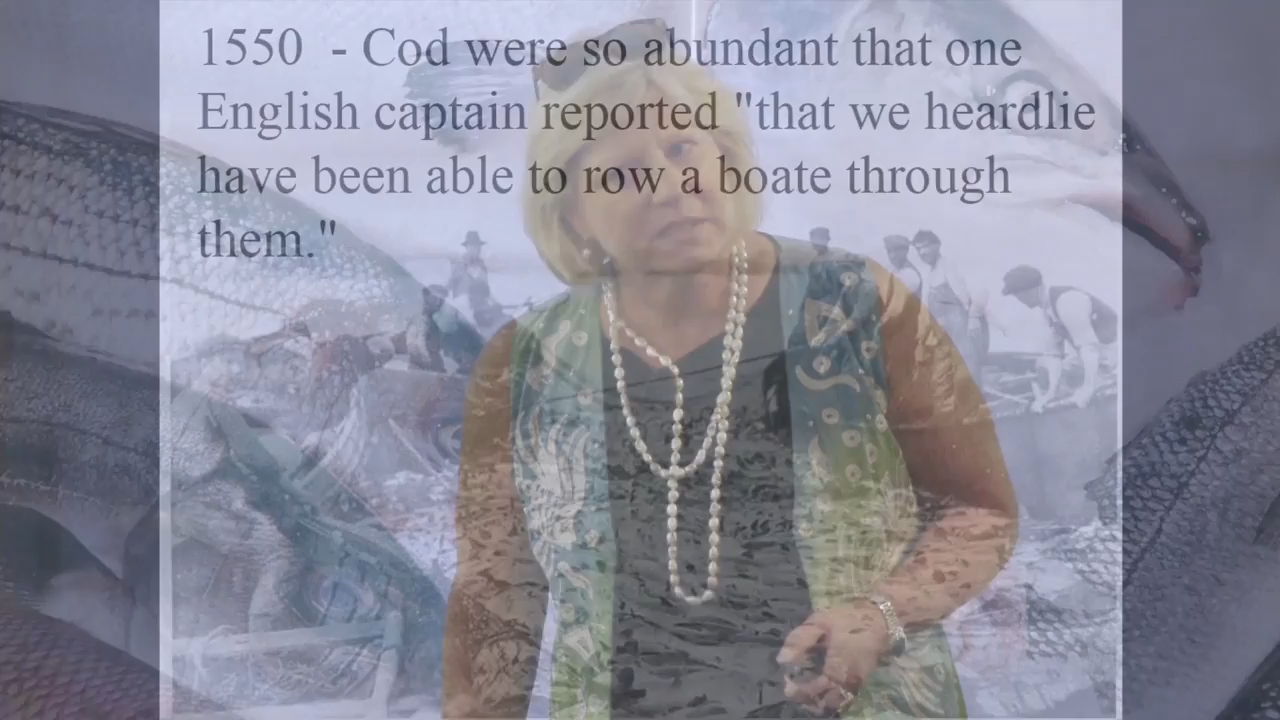 1550 - Cod were so abundant that one
English captain reported "that we heardlie
have been able to row a boate through
them."